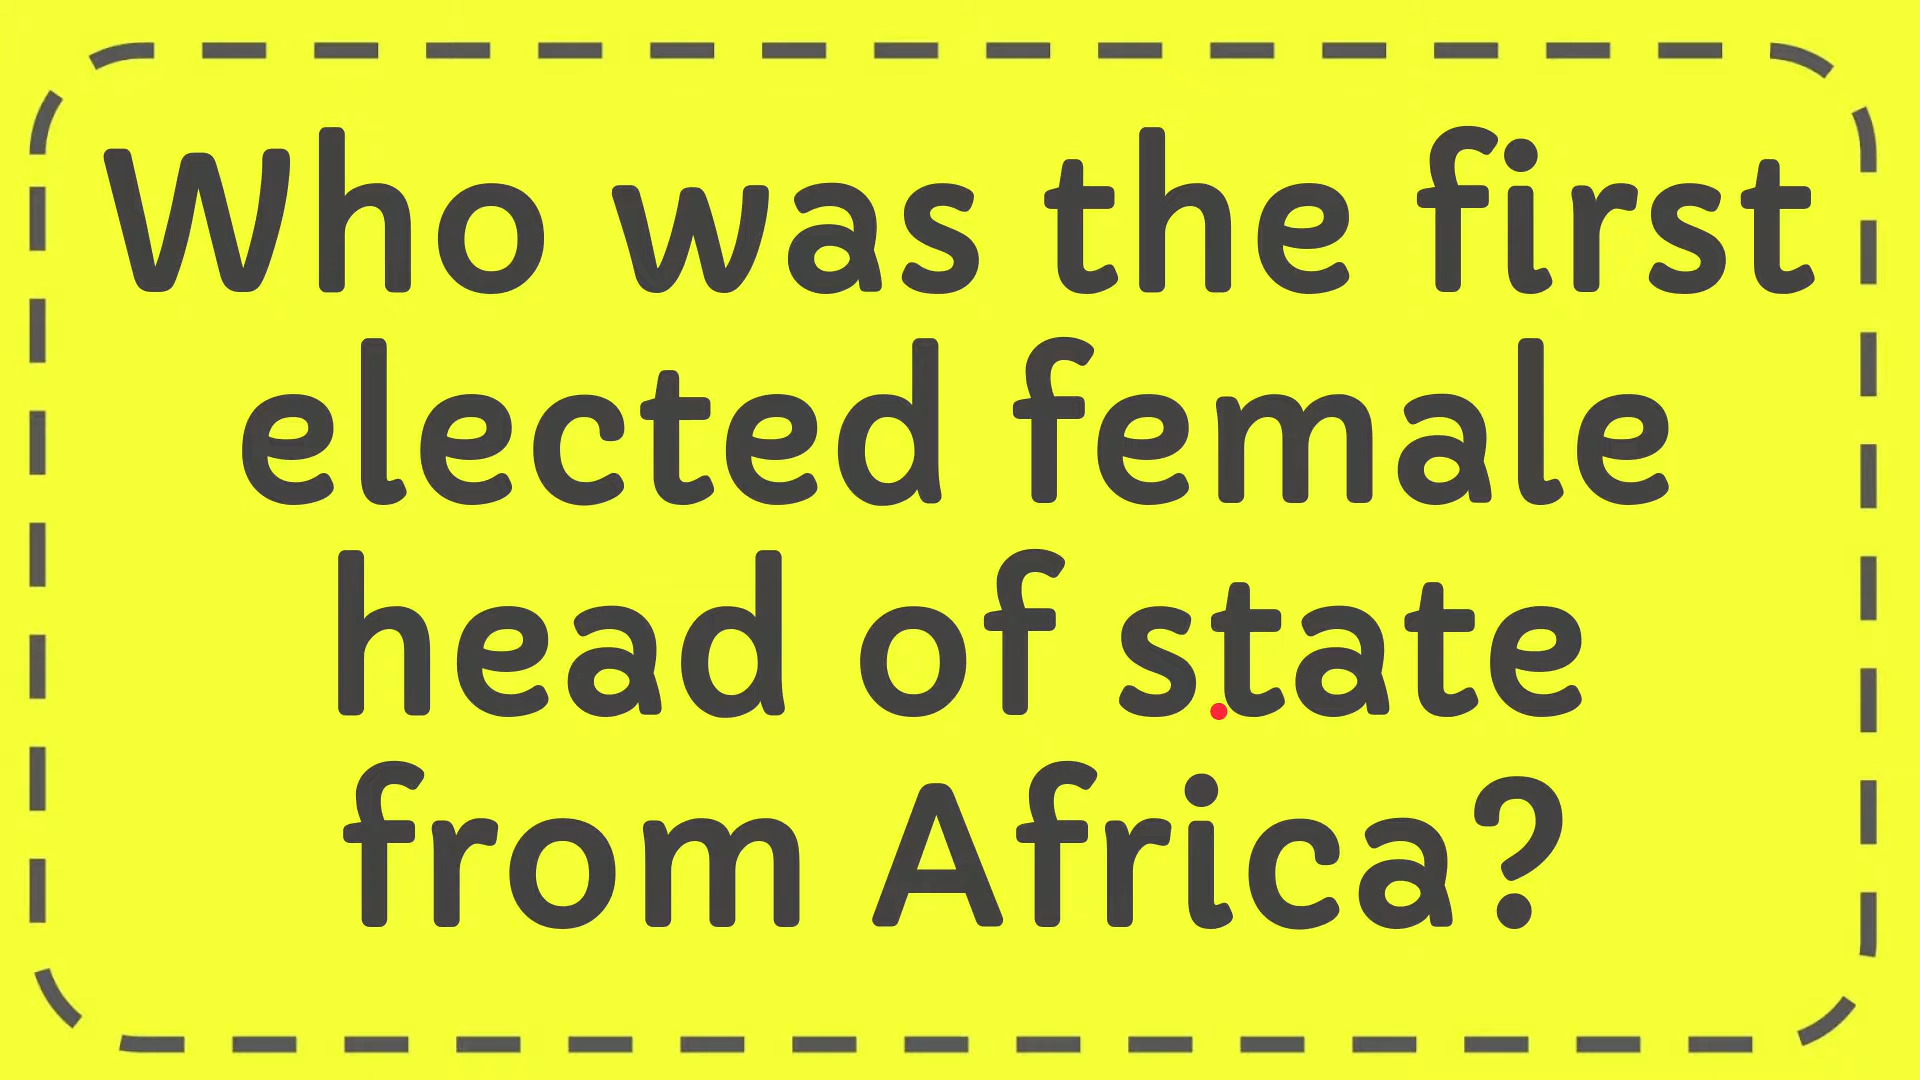 Who was the first
elected female
head of state
from Africa?